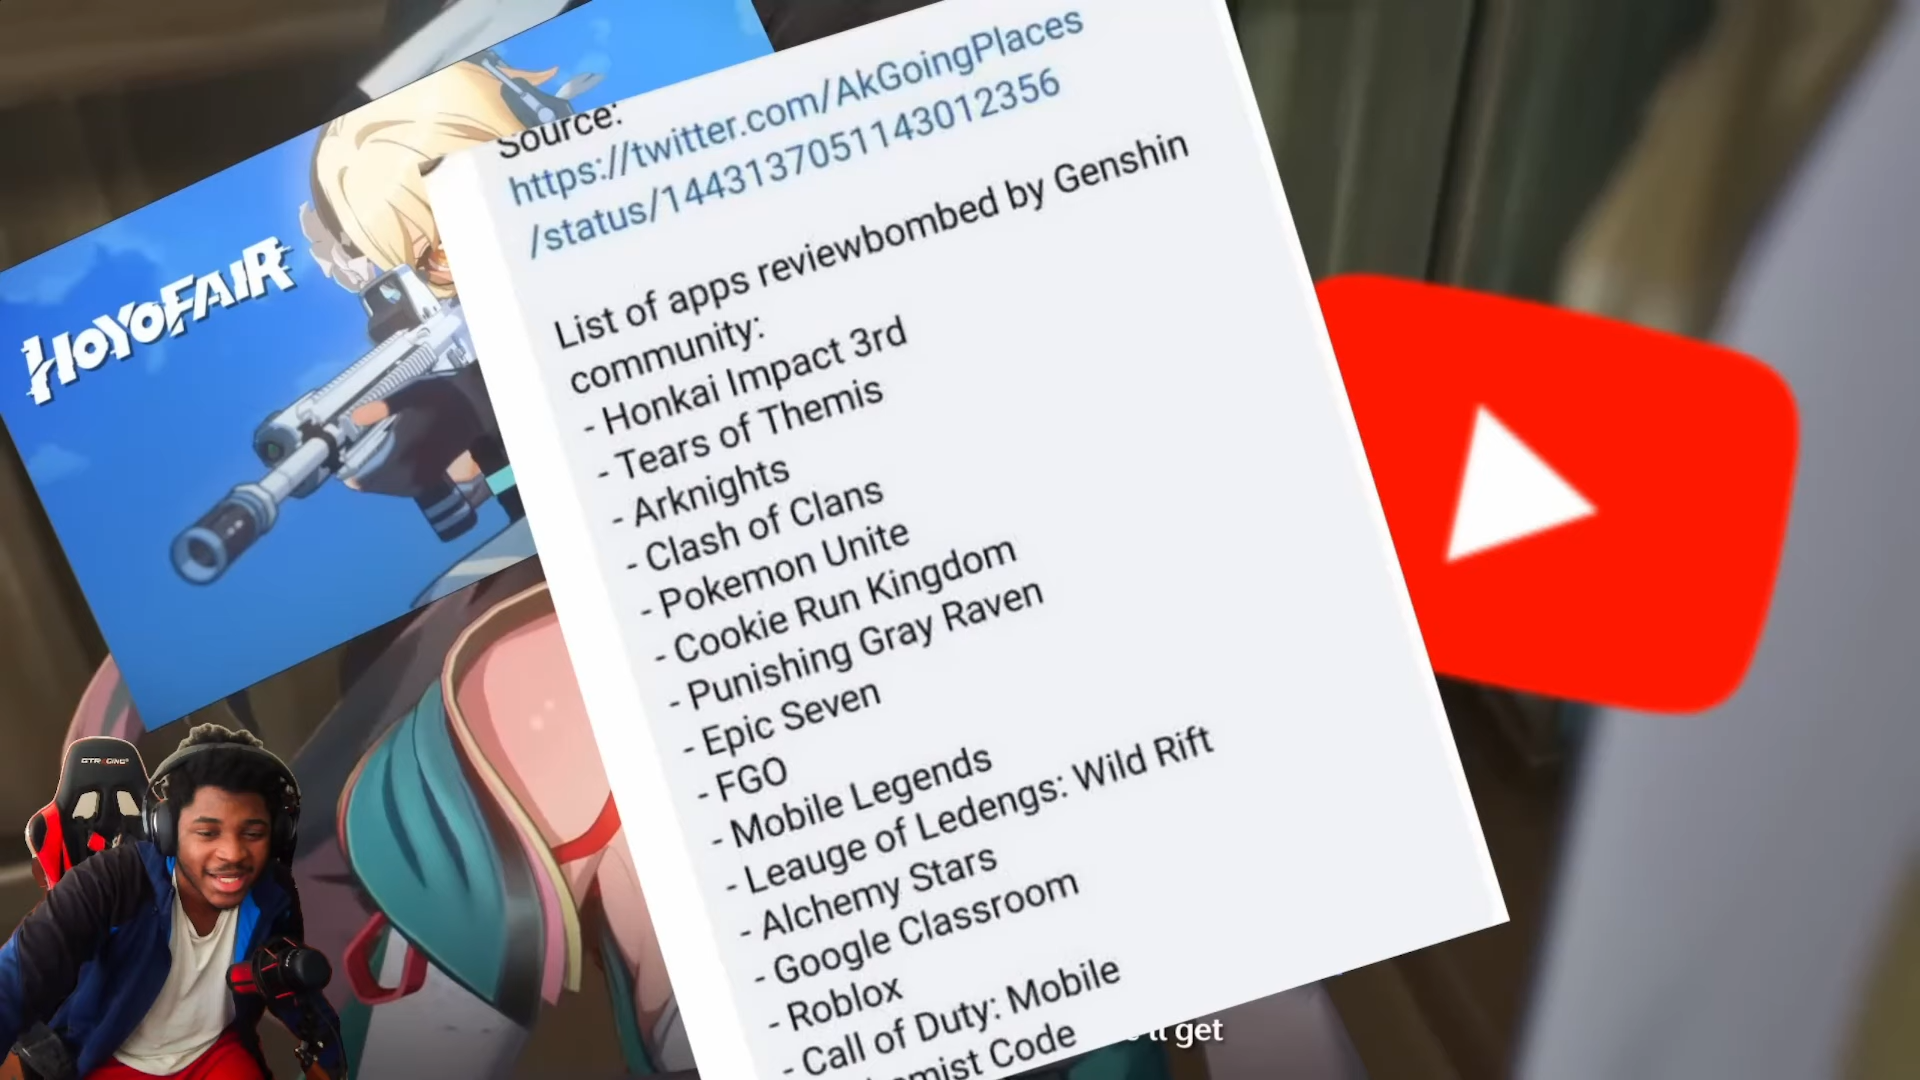 HOYOFAIR
Source:
https://twitter.com/AkGoingPlaces
/status/1443137051143012356
List of apps reviewbombed by Genshin
community:
- Honkai Impact 3rd
- Tears of Themis
- Arknights
- Clash of Clans
- Pokemon Unite
- Cookie Run Kingdom
- Punishing Gray Raven
- Epic Seven
- FGO
- Mobile Legends
- Leauge of Ledengs: Wild Rift
- Alchemy Stars
- Google Classroom
- Roblox
- Call of Duty: Mobile
Code
get
GTRACING